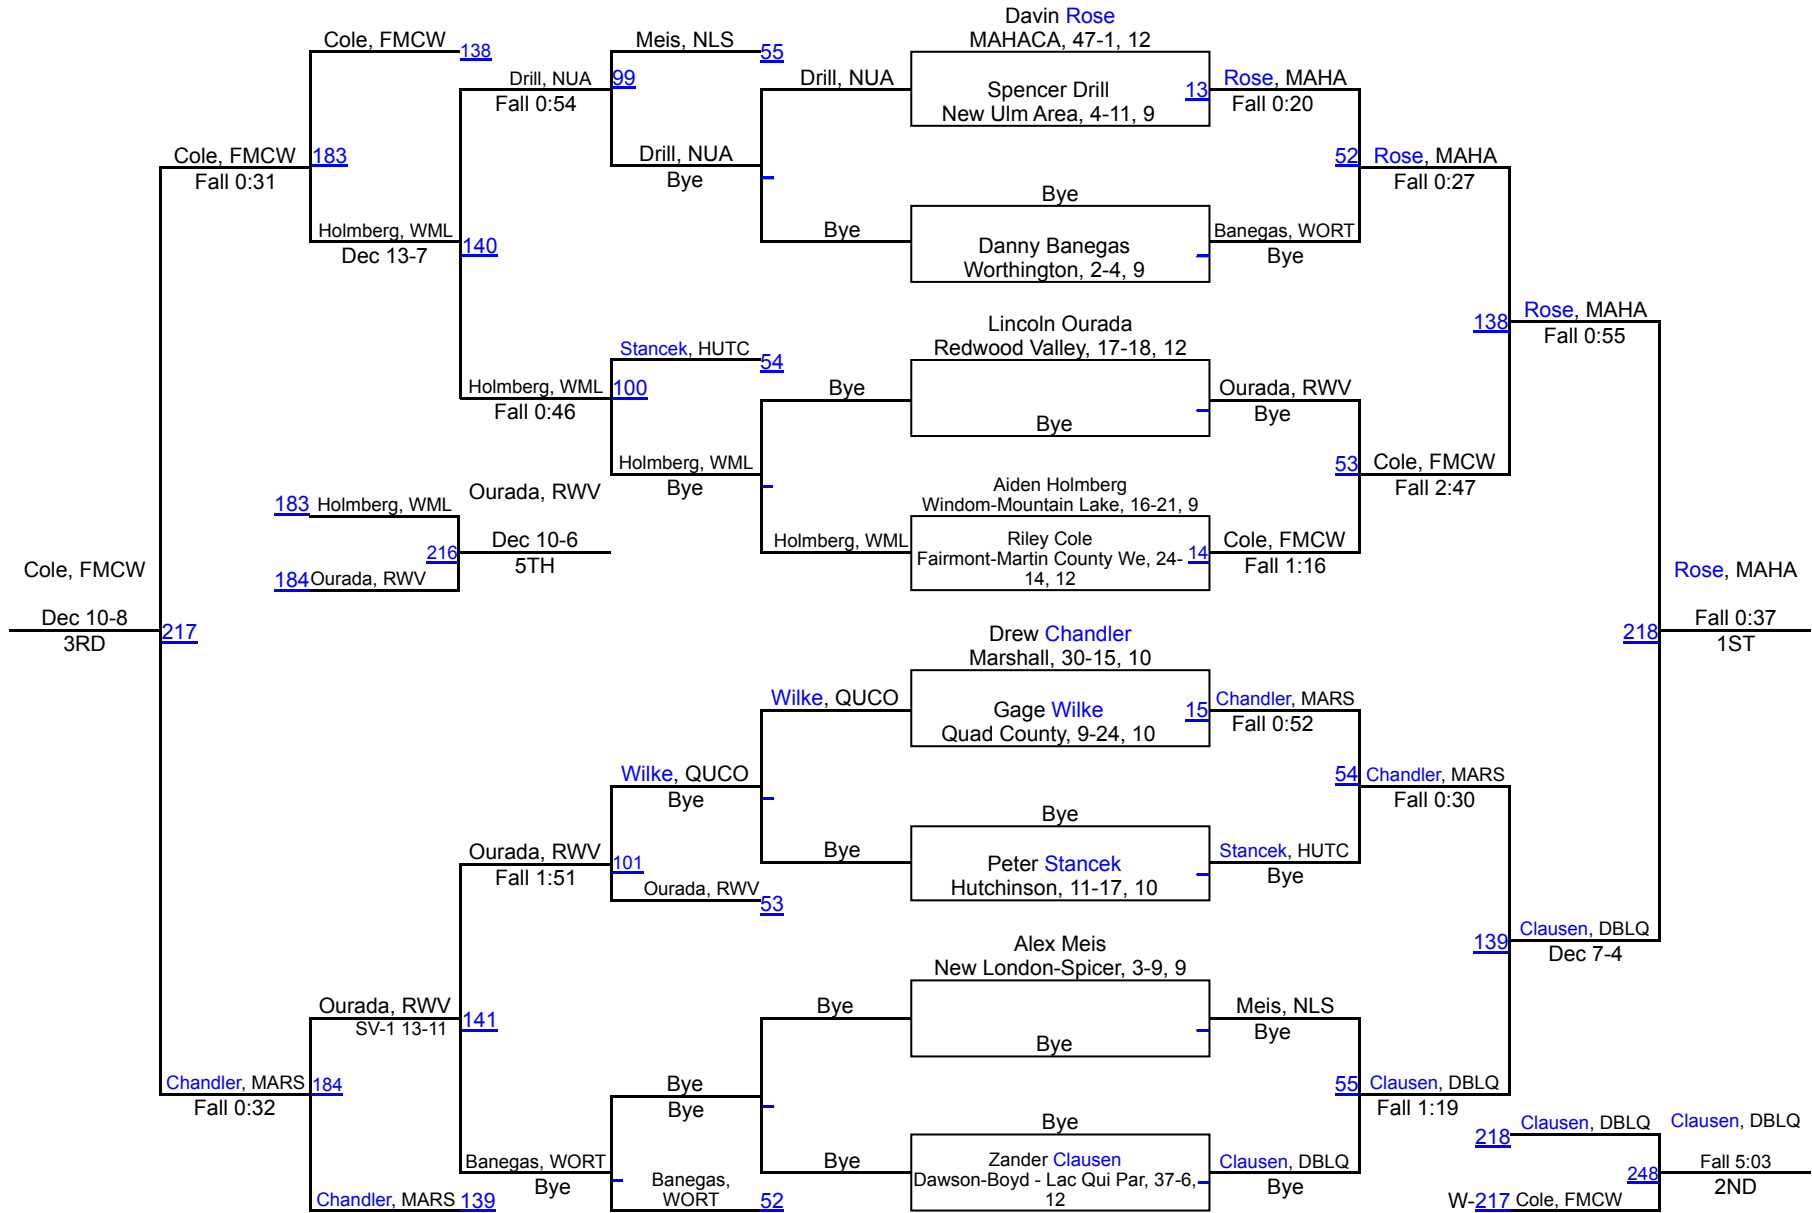 Davin Rose
MAHACA, 47-1, 12
Cole, FMCW
138
Meis, NLS
55
Drill, NUA
Fall 0:54
99
Drill, NUA
Spencer Drill
New Ulm Area, 4-11, 9
13
Rose, MAHA
Fall 0:20
Cole, FMCW
Fall 0:31
183
Drill, NUA
Bye
52
Rose, MAHA
Fall 0:27
Bye
Holmberg, WML
Dec 13-7
140
Bye
Danny Banegas
Worthington, 2-4, 9
Banegas, WORT
Bye
Lincoln Ourada
Redwood Valley, 17-18, 12
138
Rose, MAHA
Fall 0:55
Stancek, HUTC
54
Holmberg, WML
Fall 0:46
100
Bye
Bye
Ourada, RWV
Bye
Holmberg, WML
Bye
53
Cole, FMCW
Fall 2:47
Aiden Holmberg
Windom-Mountain Lake, 16-21, 9
183
Holmberg, WML
Ourada, RWV
Dec 10-6
5TH
216
184
Ourada, RWV
Holmberg, WML
Riley Cole
Fairmont-Martin County We, 24-
14, 12
14
Cole, FMCW
Fall 1:16
Cole, FMCW
Dec 10-8
3RD
217
Rose, MAHA
218
Fall 0:37
1ST
Drew Chandler
Marshall, 30-15, 10
Wilke, QUCO
Gage Wilke
Quad County, 9-24, 10
15
Chandler, MARS
Fall 0:52
Wilke, QUCO
Bye
54
Chandler, MARS
Fall 0:30
Bye
Ourada, RWV
Fall 1:51
101
Bye
Peter Stancek
Hutchinson, 11-17, 10
Stancek, HUTC
Bye
Ourada, RWV
53
139
Clausen, DBLQ
Dec 7-4
Alex Meis
New London-Spicer, 3-9, 9
Ourada, RWV
SV-1 13-11
141
Bye
Bye
Meis, NLS
Bye
Chandler, MARS
Fall 0:32
184
Bye
Bye
55
Clausen, DBLQ
Fall 1:19
Bye
Banegas, WORT
Bye
Bye
Zander Clausen
Dawson-Boyd - Lac Qui Par, 37-6,
12
Clausen, DBLQ
Bye
Chandler, MARS
139
Banegas,
WORT
52
218
Clausen, DBLQ
Clausen, DBLQ
248
Fall 5:03
2ND
W-217
Cole, FMCW